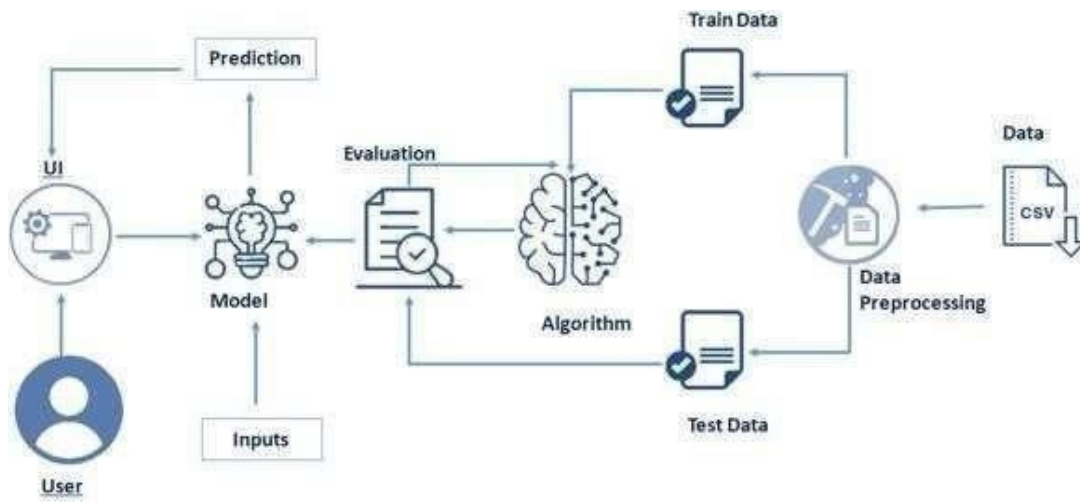 Train Data
Prediction
Data
Evaluation
UI
CSV
Model
Data
Preprocessing
Algorithm
Test Data
Inputs
User